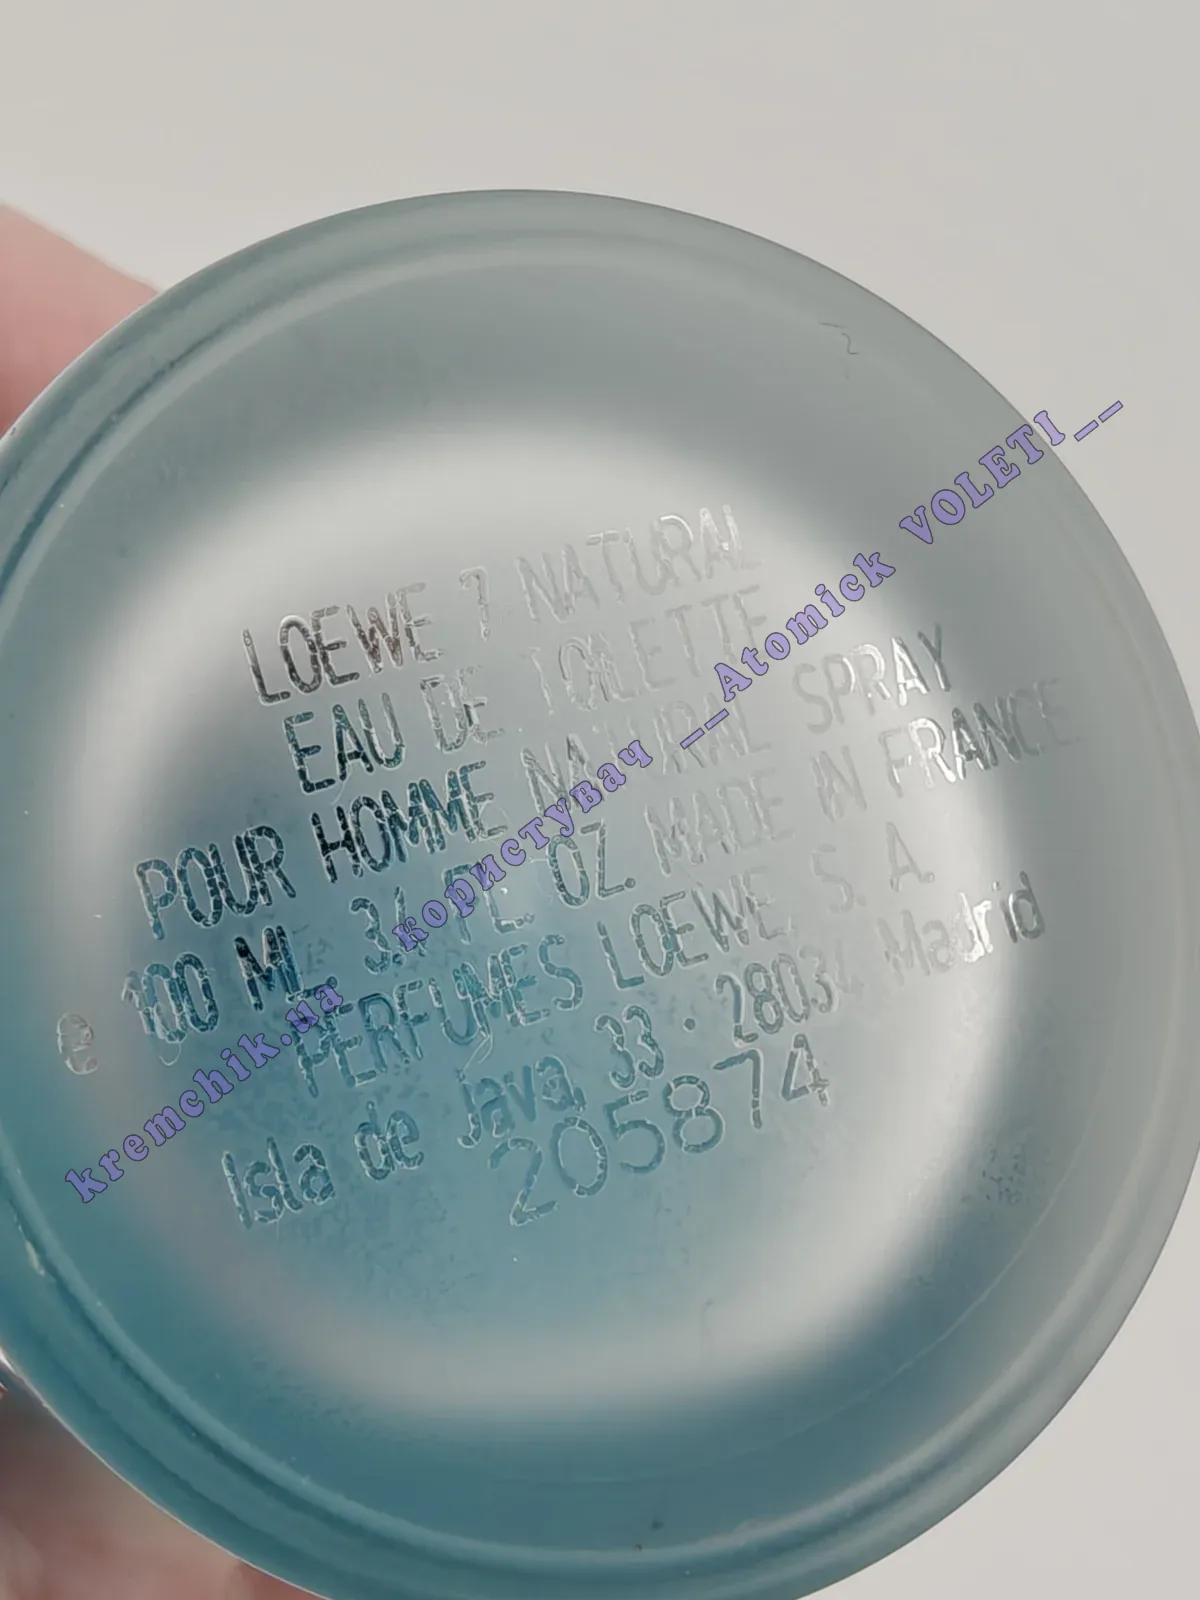 LOEWE 7 NATURAL
EAU DE TOILETTE
POUR HOMME NATURAL SPRAY
e 100 ML. 3.4 FL. OZ. MADE IN FRANCE
PERFUMES LOEWE, S. A.
Isla de Java, 33 · 28034 Madrid
205874
kremchik.ua користувач __Atomick VOLETI__